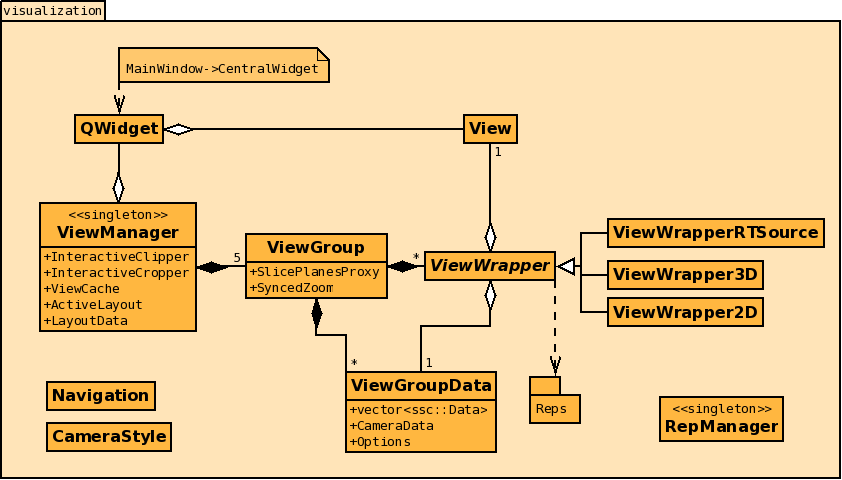 visualization
MainWindow->CentralWidget
QWidget
View
1
<<singleton>>
ViewManager
+InteractiveClipper
+InteractiveCropper
+ViewCache
+ActiveLayout
+LayoutData
5
ViewGroup
+SlicePlanesProxy
+SyncedZoom
*
ViewWrapper
ViewWrapperRTSource
ViewWrapper3D
ViewWrapper2D
*
1
ViewGroupData
+vector<ssc::Data>
+CameraData
+Options
Reps
Navigation
CameraStyle
<<singleton>>
RepManager